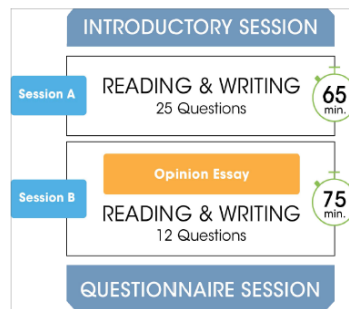 INTRODUCTORY SESSION
Session A
READING & WRITING
25 Questions
65
min.
Opinion Essay
Session B
READING & WRITING
12 Questions
75
min.
QUESTIONNAIRE SESSION